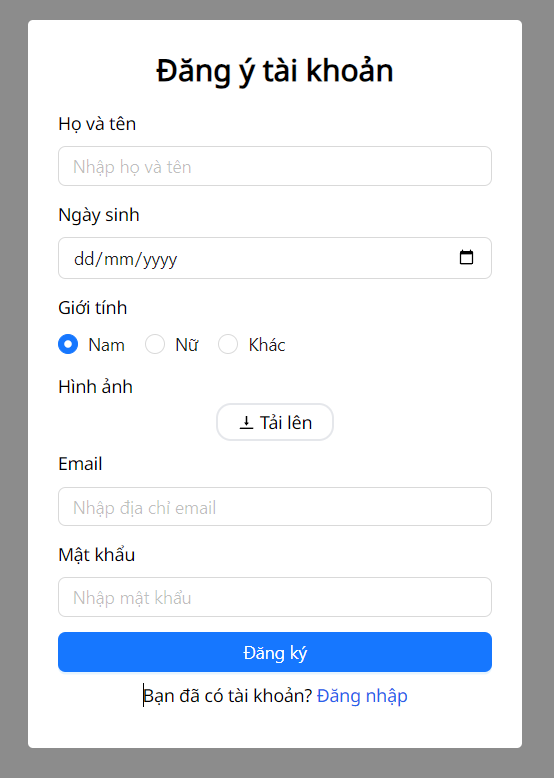 Đăng ý tài khoản
Họ và tên
Nhập họ và tên
Ngày sinh
dd/mm/yyyy
Giới tính
Nam Nữ Khác
Hình ảnh
Tải lên
Email
Nhập địa chỉ email
Mật khẩu
Nhập mật khẩu
Đăng ký
Bạn đã có tài khoản? Đăng nhập